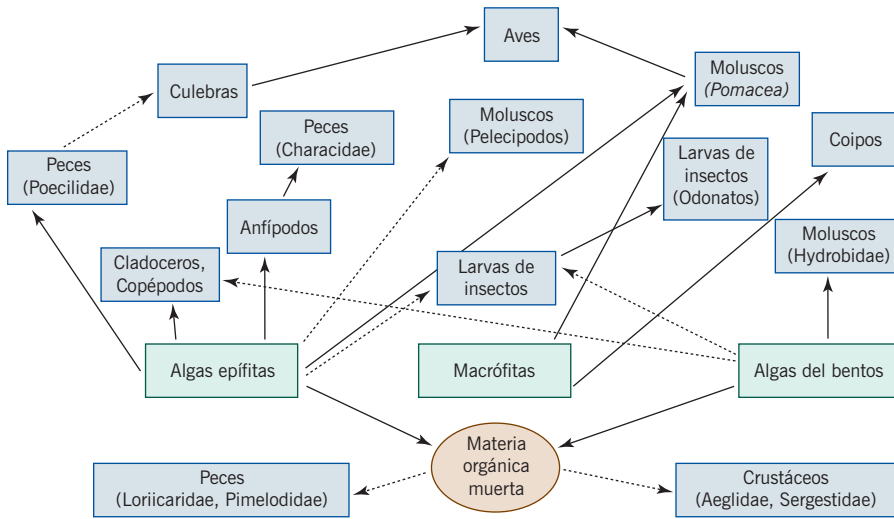 Aves
Moluscos
(Pomacea)
Culebras
Peces
(Characidae)
Moluscos
(Pelecipodos)
Coipos
Peces
(Poecilidae)
Larvas de
insectos
(Odonatos)
Anfípodos
Moluscos
(Hydrobidae)
Cladoceros,
Copépodos
Larvas de
insectos
Algas epífitas
Macrófitas
Algas del bentos
Materia
orgánica
muerta
Peces
(Loriicaridae, Pimelodidae)
Crustáceos
(Aeglidae, Sergestidae)